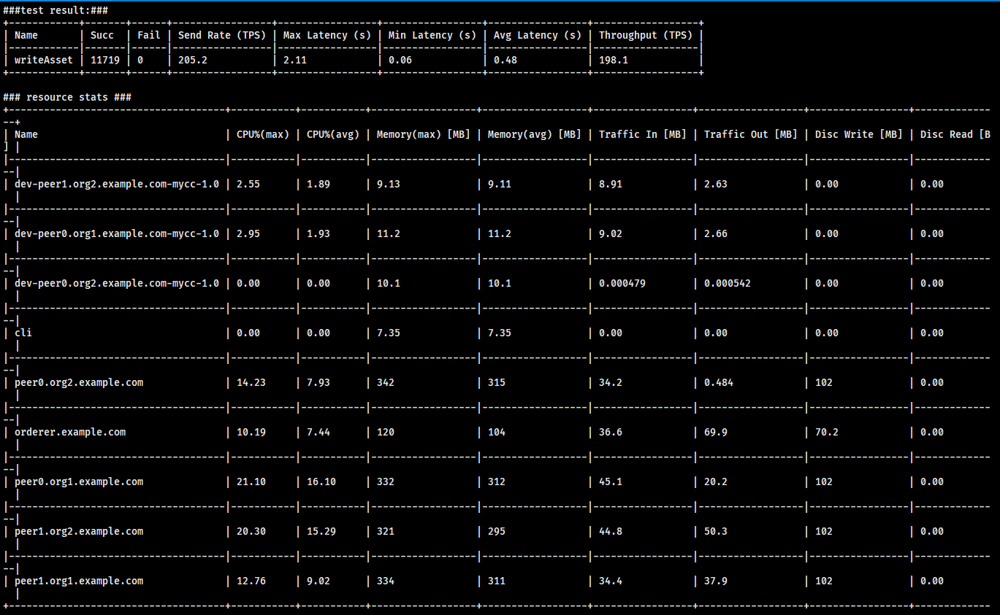 ###test result:###
+------------+-------+------+-----------------+-----------------+-----------------+-----------------+------------------+
| Name       | Succ  | Fail | Send Rate (TPS) | Max Latency (s) | Min Latency (s) | Avg Latency (s) | Throughput (TPS) |
|------------|-------|------|-----------------|-----------------|-----------------|-----------------|------------------|
| writeAsset | 11719 | 0    | 205.2           | 2.11            | 0.06            | 0.48            | 198.1            |
+------------+-------+------+-----------------+-----------------+-----------------+-----------------+------------------+
### resource stats ###
+-------------------------------------+-----------+----------+------------------+------------------+-----------------+------------------+-----------------+-------------
--+
| Name                                | CPU%(max) | CPU%(avg) | Memory(max) [MB] | Memory(avg) [MB] | Traffic In [MB] | Traffic Out [MB] | Disc Write [MB] | Disc Read [B
] |
|-------------------------------------|-----------|-----------|------------------|------------------|-----------------|------------------|-----------------|-------------
--|
| dev-peer1.org2.example.com-mycc-1.0 | 2.55      | 1.89      | 9.13             | 9.11             | 8.91            | 2.63             | 0.00            | 0.00
  |
|-------------------------------------|-----------|-----------|------------------|------------------|-----------------|------------------|-----------------|-------------
--|
| dev-peer0.org1.example.com-mycc-1.0 | 2.95      | 1.93      | 11.2             | 11.2             | 9.02            | 2.66             | 0.00            | 0.00
  |
|-------------------------------------|-----------|-----------|------------------|------------------|-----------------|------------------|-----------------|-------------
--|
| dev-peer0.org2.example.com-mycc-1.0 | 0.00      | 0.00      | 10.1             | 10.1             | 0.000479        | 0.000542         | 0.00            | 0.00
  |
|-------------------------------------|-----------|-----------|------------------|------------------|-----------------|------------------|-----------------|-------------
--|
| cli                                 | 0.00      | 0.00      | 7.35             | 7.35             | 0.00            | 0.00             | 0.00            | 0.00
  |
|-------------------------------------|-----------|-----------|------------------|------------------|-----------------|------------------|-----------------|-------------
--|
| peer0.org2.example.com              | 14.23     | 7.93      | 342              | 315              | 34.2            | 0.484            | 102             | 0.00
  |
|-------------------------------------|-----------|-----------|------------------|------------------|-----------------|------------------|-----------------|-------------
--|
| orderer.example.com                 | 10.19     | 7.44      | 120              | 104              | 36.6            | 69.9             | 70.2            | 0.00
  |
|-------------------------------------|-----------|-----------|------------------|------------------|-----------------|------------------|-----------------|-------------
--|
| peer0.org1.example.com              | 21.10     | 16.10     | 332              | 312              | 45.1            | 20.2             | 102             | 0.00
  |
|-------------------------------------|-----------|-----------|------------------|------------------|-----------------|------------------|-----------------|-------------
--|
| peer1.org2.example.com              | 20.30     | 15.29     | 321              | 295              | 44.8            | 50.3             | 102             | 0.00
  |
|-------------------------------------|-----------|-----------|------------------|------------------|-----------------|------------------|-----------------|-------------
--|
| peer1.org1.example.com              | 12.76     | 9.02      | 334              | 311              | 34.4            | 37.9             | 102             | 0.00
  |
+-------------------------------------+-----------+-----------+------------------+------------------+-----------------+------------------+-----------------+-------------